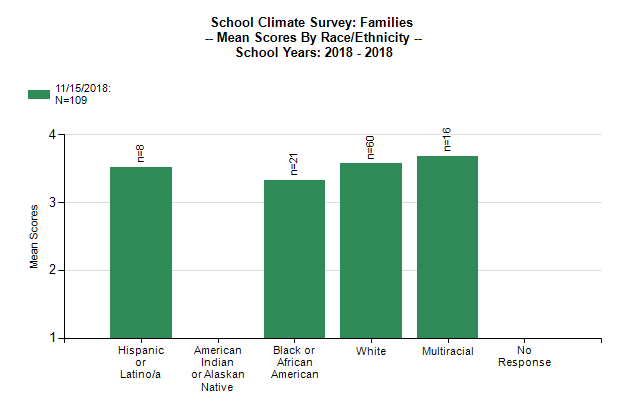 School Climate Survey: Families
-- Mean Scores By Race/Ethnicity --
School Years: 2018 - 2018
11/15/2018:
N=109
Mean Scores
4
3
2
1
n=8
n=21
n=60
n=16
Hispanic
or
Latino/a
American
Indian
or Alaskan
Native
Black or
African
American
White
Multiracial
No
Response